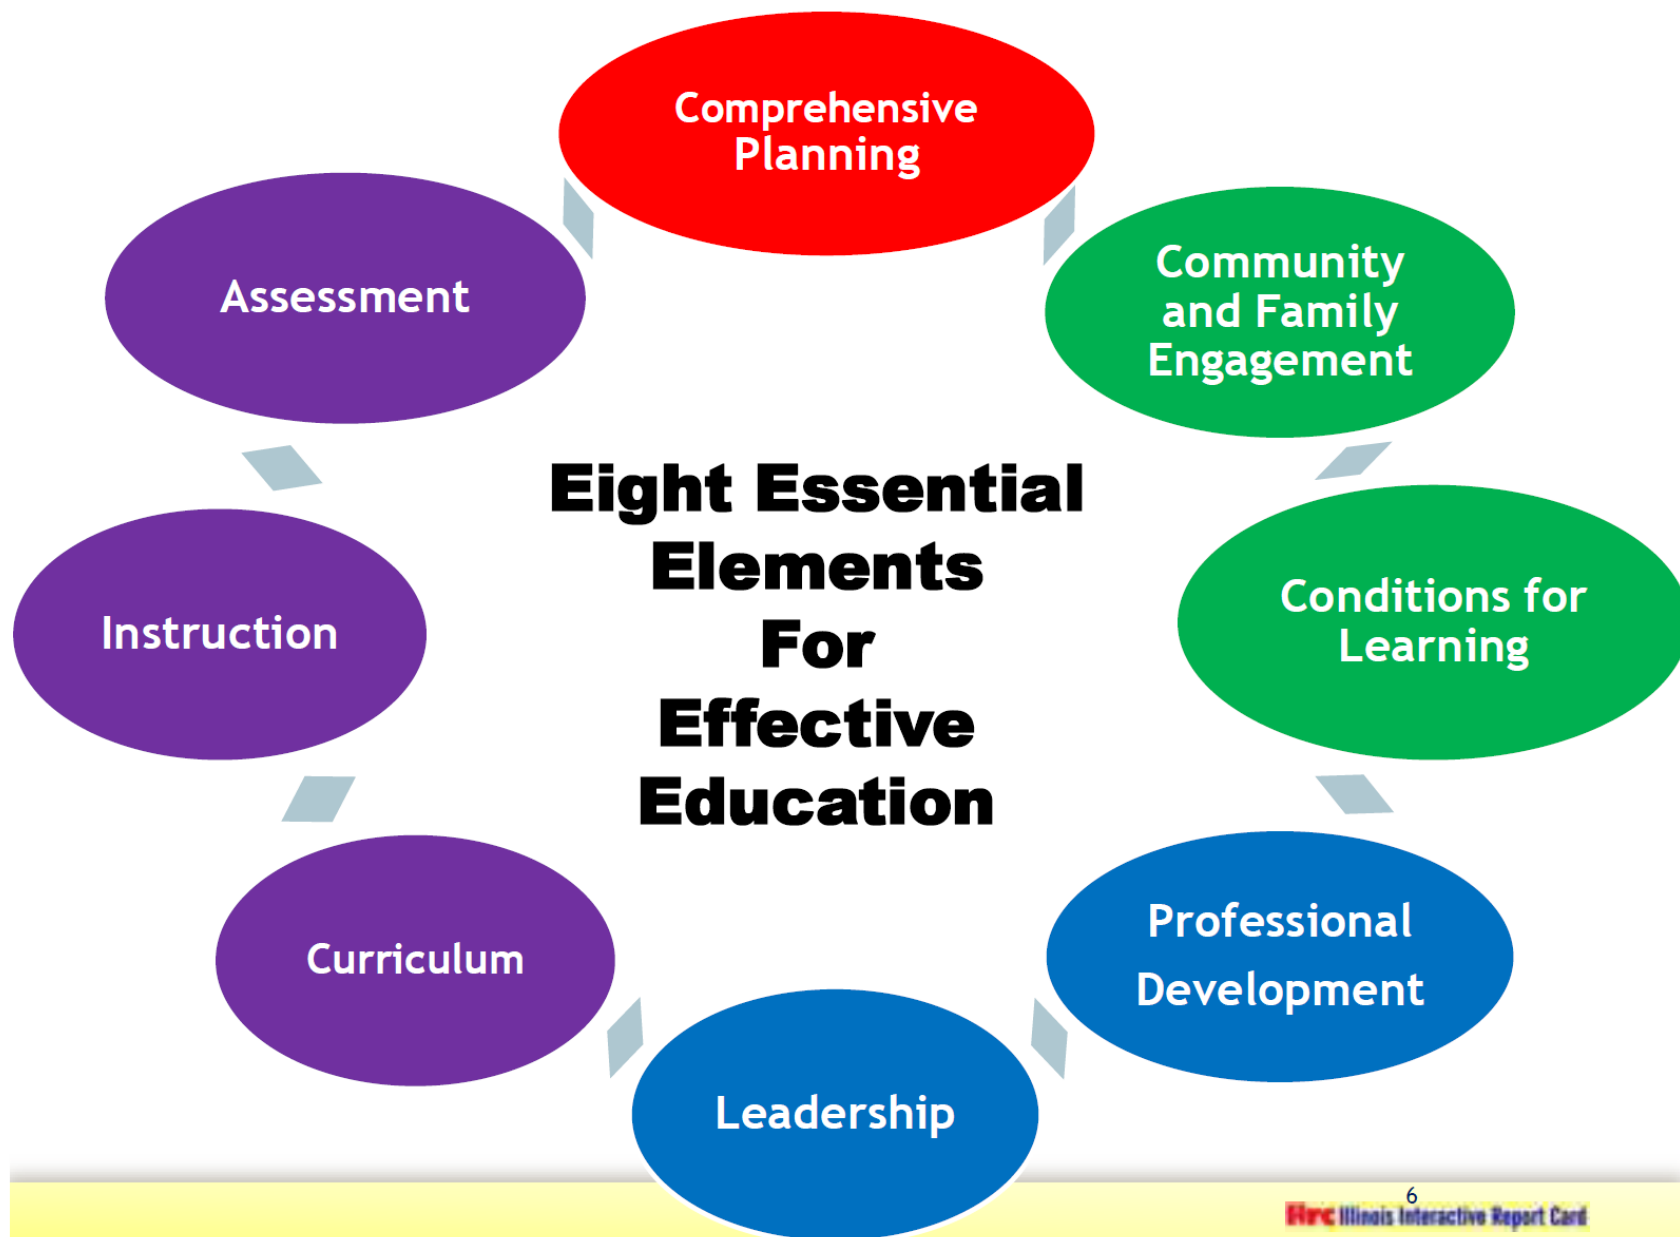 Comprehensive
Planning
Community
and Family
Engagement
Conditions for
Learning
Professional
Development
Leadership
Curriculum
Instruction
Assessment
Eight Essential
Elements
For
Effective
Education
6
Illinois Interactive Report Card